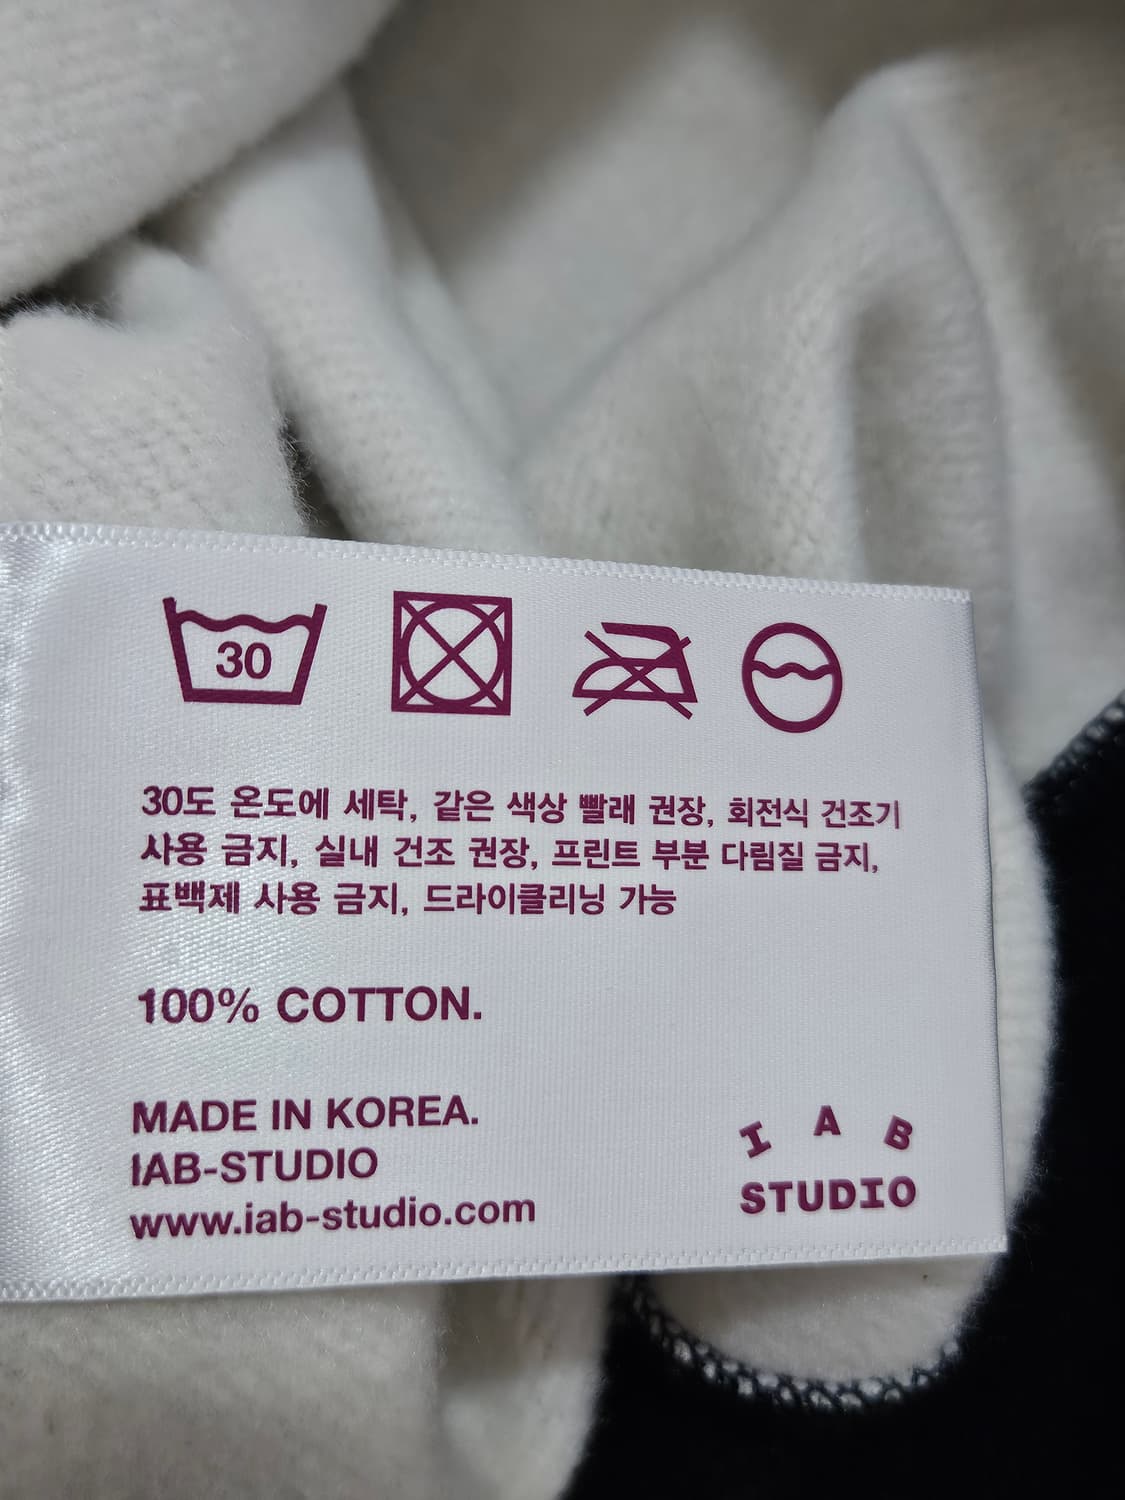 30
30도 온도에 세탁, 같은 색상 빨래 권장, 회전식 건조기
사용 금지, 실내 건조 권장, 프린트 부분 다림질 금지,
표백제 사용 금지, 드라이클리닝 가능
100% COTTON.
MADE IN KOREA.
IAB-STUDIO
www.iab-studio.com
I A B
STUDIO